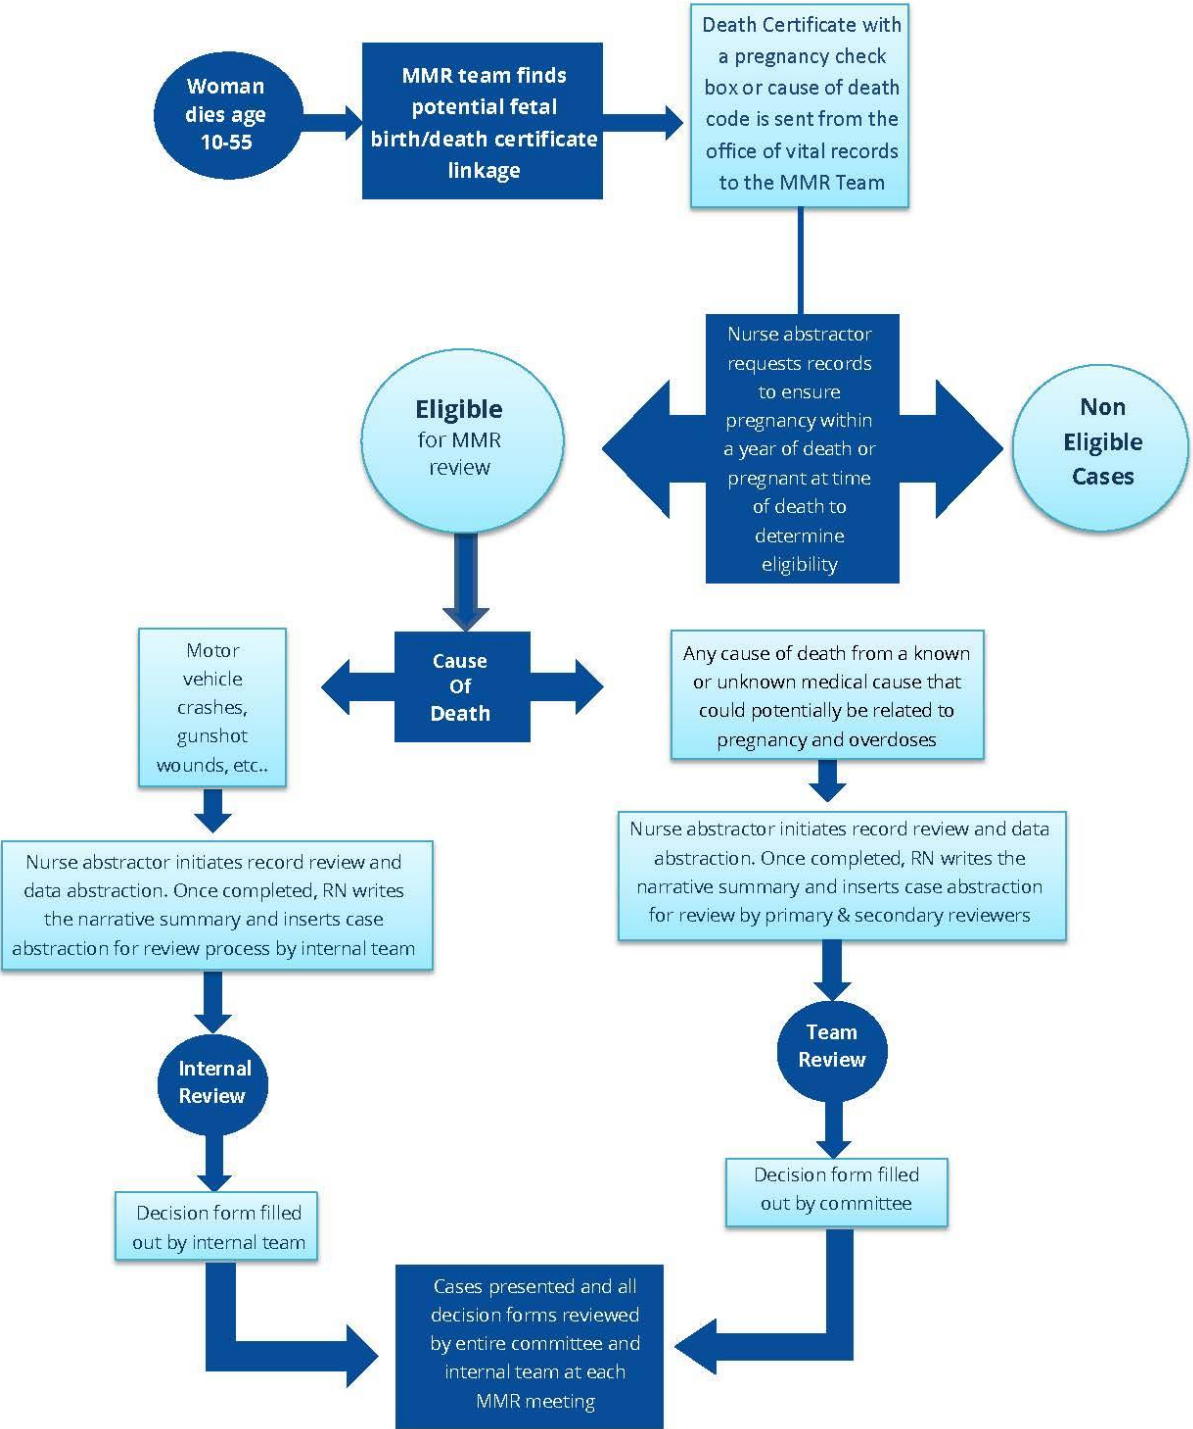 Woman
dies age
10-55
MMR team finds
potential fetal
birth/death certificate
linkage
Death Certificate with
a pregnancy check
box or cause of death
code is sent from the
office of vital records
to the MMR Team
Nurse abstractor
requests records
to ensure
pregnancy within
a year of death or
pregnant at time
of death to
determine
eligibility
Eligible
for MMR
review
Non
Eligible
Cases
Cause
Of
Death
Motor
vehicle
crashes,
gunshot
wounds, etc..
Any cause of death from a known
or unknown medical cause that
could potentially be related to
pregnancy and overdoses
Nurse abstractor initiates record review and
data abstraction. Once completed, RN writes
the narrative summary and inserts case
abstraction for review process by internal team
Nurse abstractor initiates record review and data
abstraction. Once completed, RN writes the
narrative summary and inserts case abstraction
for review by primary & secondary reviewers
Internal
Review
Team
Review
Decision form filled
out by internal team
Decision form filled
out by committee
Cases presented and all
decision forms reviewed
by entire committee and
internal team at each
MMR meeting